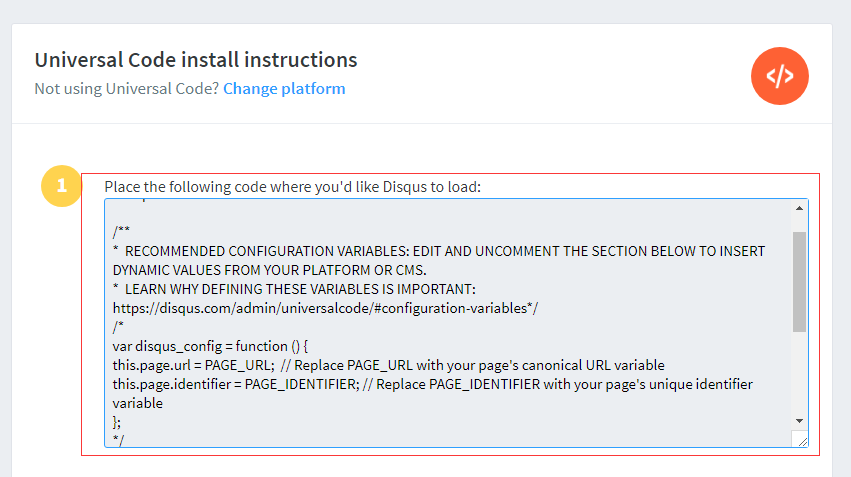 Universal Code install instructions
Not using Universal Code? Change platform
</>
1
Place the following code where you'd like Disqus to load:
/**
* RECOMMENDED CONFIGURATION VARIABLES: EDIT AND UNCOMMENT THE SECTION BELOW TO INSERT
DYNAMIC VALUES FROM YOUR PLATFORM OR CMS.
* LEARN WHY DEFINING THESE VARIABLES IS IMPORTANT:
https://disqus.com/admin/universalcode/#configuration-variables*/
/*
var disqus_config = function () {
this.page.url = PAGE_URL; // Replace PAGE_URL with your page's canonical URL variable
this.page.identifier = PAGE_IDENTIFIER; // Replace PAGE_IDENTIFIER with your page's unique identifier
variable
};
*/